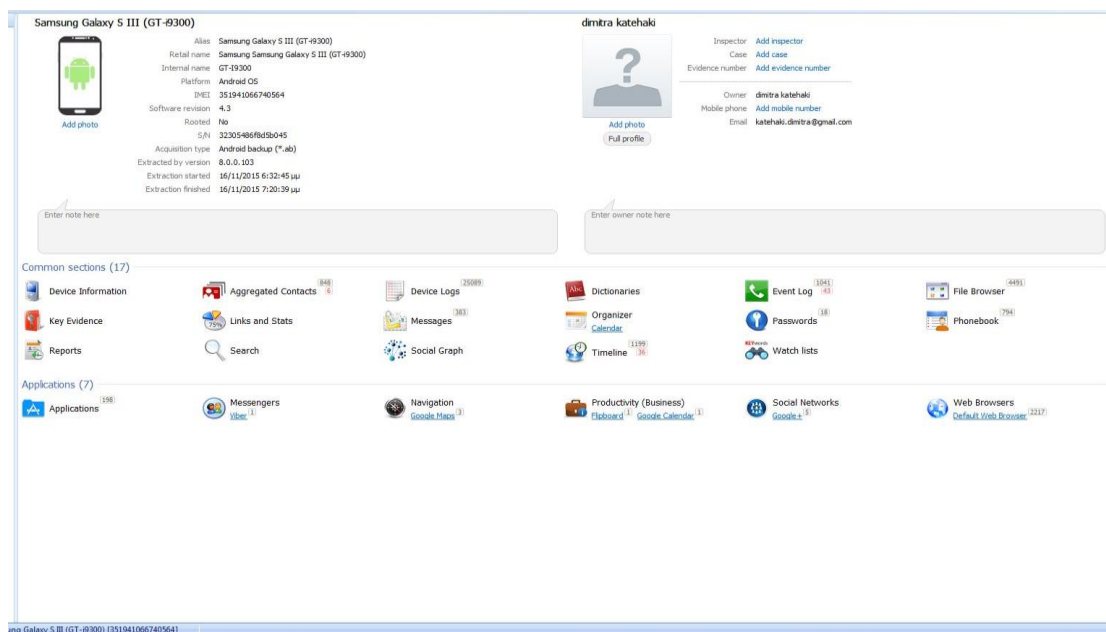 Samsung Galaxy S III (GT-i9300)
Alias Samsung Galaxy S III (GT-i9300)
Retail name Samsung Samsung Galaxy S III (GT-i9300)
Internal name GT-I9300
Platform Android OS
IMEI 351941066740564
Software revision 4.3
Rooted No
S/N 32305486f8d5b045
Acquisition type Android backup (*.ab)
Extracted by version 8.0.0.103
Extraction started 16/11/2015 6:32:45 μμ
Extraction finished 16/11/2015 7:20:39 μμ
Add photo
Enter note here
dimitra katehaki
Inspector Add inspector
Case Add case
Evidence number Add evidence number
Owner dimitra katehaki
Mobile phone Add mobile number
Email katehaki.dimitra@gmail.com
Add photo
Full profile
Enter owner note here
Common sections (17)
Device Information Aggregated Contacts 848 6 Device Logs 25089 Dictionaries Event Log 1041 43 File Browser 4491
Key Evidence Links and Stats Messages 383 Organizer Passwords 18 Phonebook 794
Calendar
Reports Search Social Graph Timeline 1199 36 Watch lists
Applications (7)
Applications 198 Messengers Navigation Productivity (Business) Social Networks Web Browsers
Viber 1 Google Maps 3 Flipboard 1 Google Calendar 1 Google+ 5 Default Web Browser 2217
ung Galaxy S III (GT-i9300) [351941066740564]